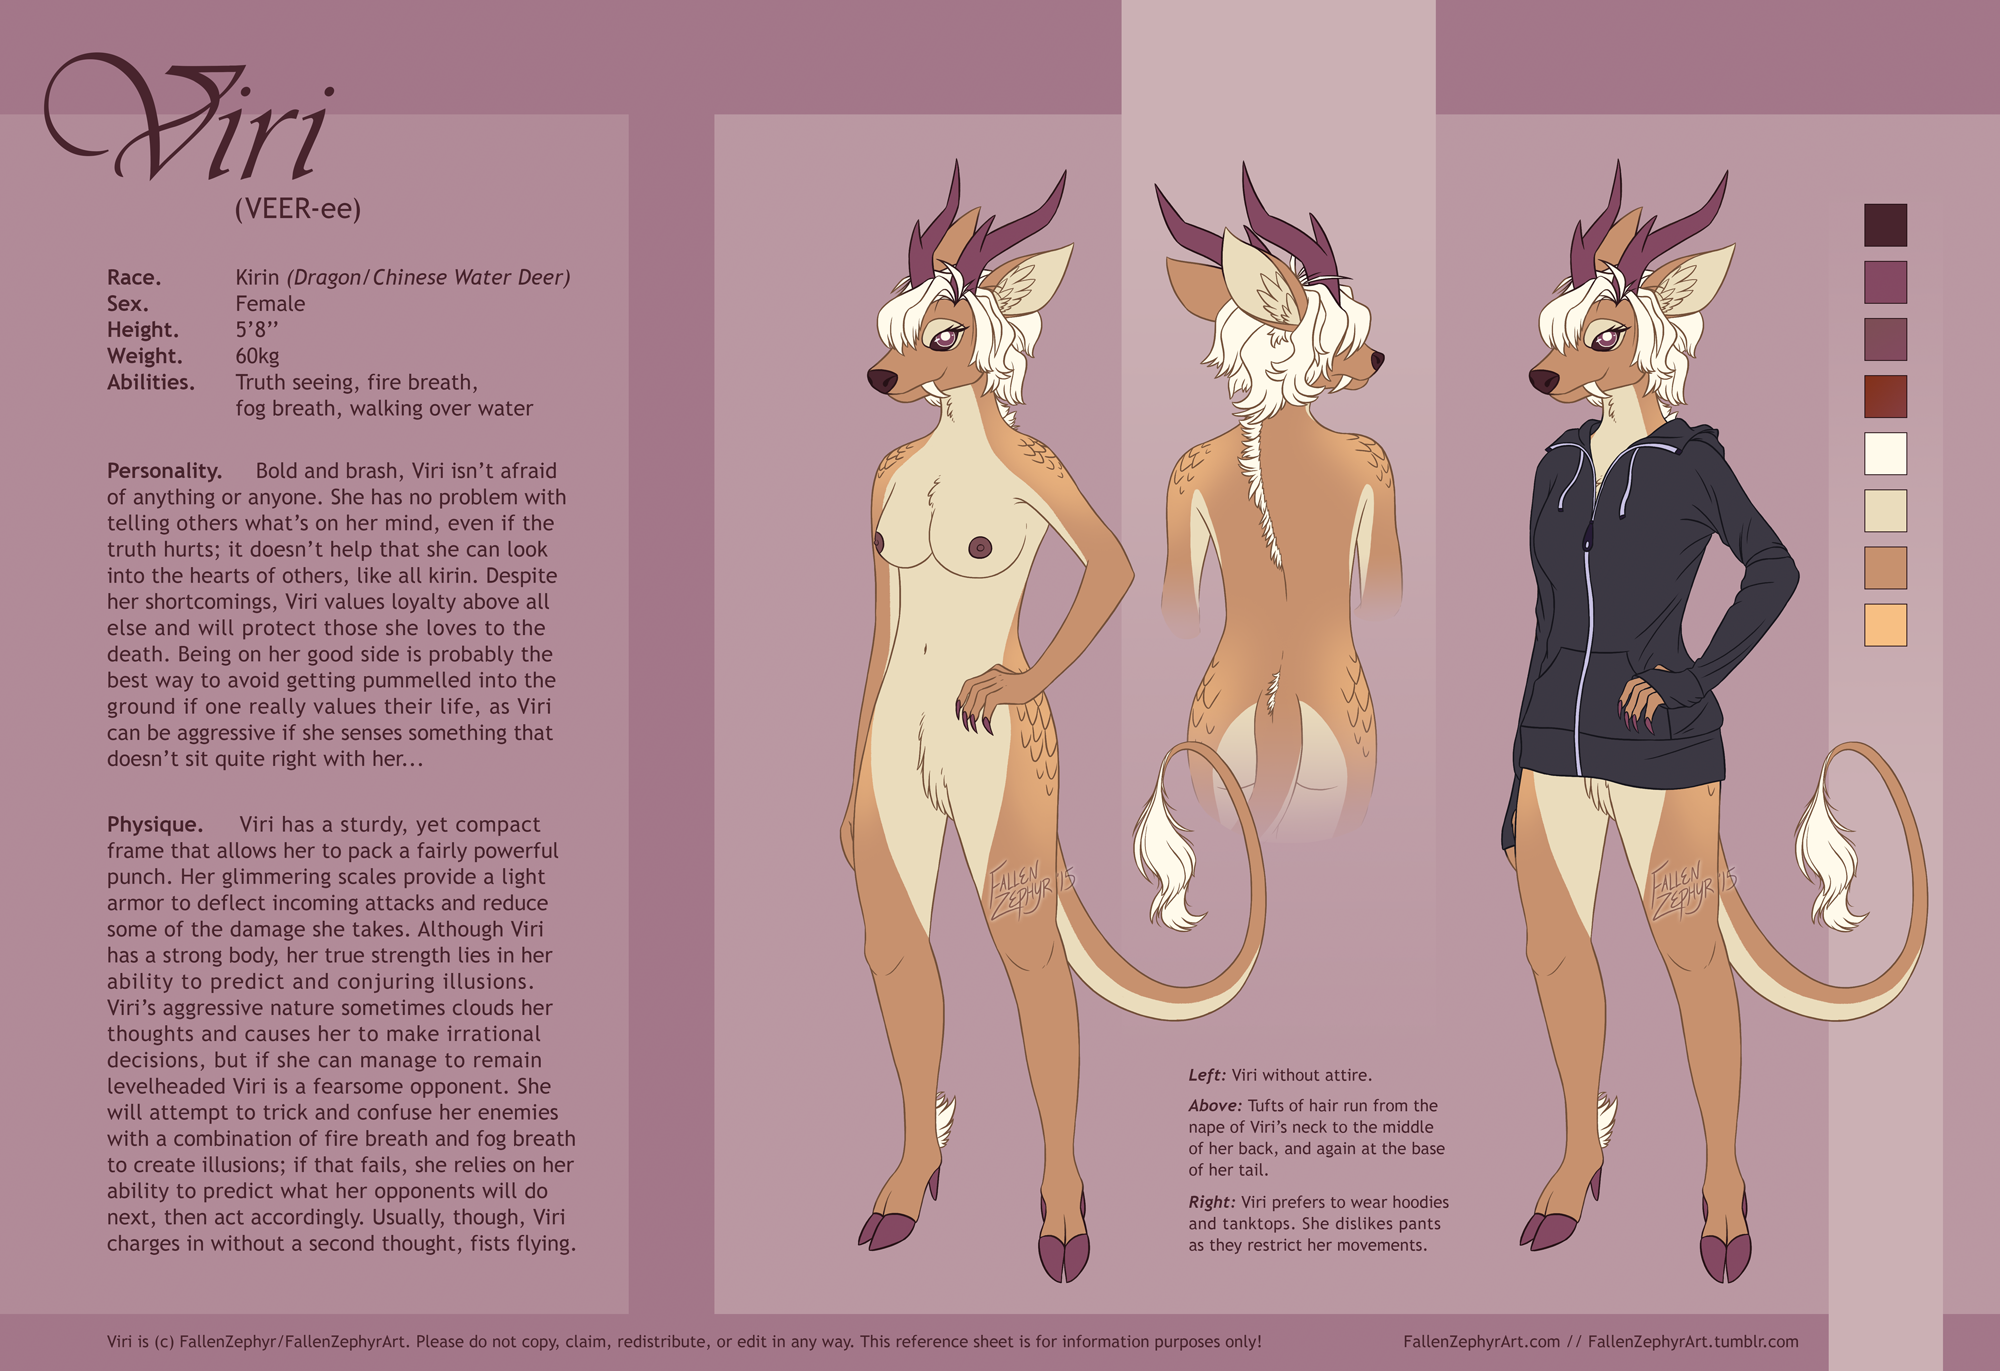 Viri
(VEER-ee)
Race. Kirin (Dragon/Chinese Water Deer)
Sex. Female
Height. 5’8’’
Weight. 60kg
Abilities. Truth seeing, fire breath,
fog breath, walking over water
Personality. Bold and brash, Viri isn’t afraid
of anything or anyone. She has no problem with
telling others what’s on her mind, even if the
truth hurts; it doesn’t help that she can look
into the hearts of others, like all kirin. Despite
her shortcomings, Viri values loyalty above all
else and will protect those she loves to the
death. Being on her good side is probably the
best way to avoid getting pummelled into the
ground if one really values their life, as Viri
can be aggressive if she senses something that
doesn’t sit quite right with her...
Physique. Viri has a sturdy, yet compact
frame that allows her to pack a fairly powerful
punch. Her glimmering scales provide a light
armor to deflect incoming attacks and reduce
some of the damage she takes. Although Viri
has a strong body, her true strength lies in her
ability to predict and conjuring illusions.
Viri’s aggressive nature sometimes clouds her
thoughts and causes her to make irrational
decisions, but if she can manage to remain
levelheaded Viri is a fearsome opponent. She
will attempt to trick and confuse her enemies
with a combination of fire breath and fog breath
to create illusions; if that fails, she relies on her
ability to predict what her opponents will do
next, then act accordingly. Usually, though, Viri
charges in without a second thought, fists flying.
FALLEN
ZEPHYR '15
FALLEN
ZEPHYR '15
Left: Viri without attire.
Above: Tufts of hair run from the
nape of Viri’s neck to the middle
of her back, and again at the base
of her tail.
Right: Viri prefers to wear hoodies
and tanktops. She dislikes pants
as they restrict her movements.
Viri is (c) FallenZephyr/FallenZephyrArt. Please do not copy, claim, redistribute, or edit in any way. This reference sheet is for information purposes only!
FallenZephyrArt.com // FallenZephyrArt.tumblr.com